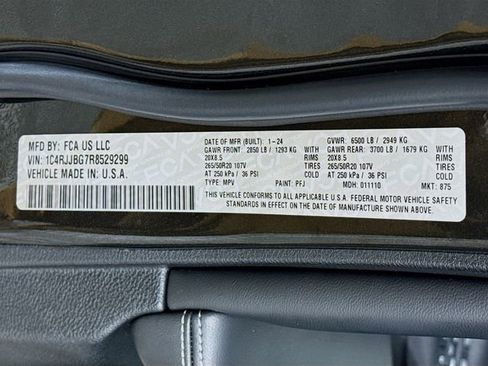 MFD BY: FCA US LLC
VIN: 1C4RJJBG7R8529299
VEHICLE MADE IN: U.S.A.
DATE OF MFR (BUILT): 1-24 GVWR: 6500 LB / 2949 KG
GAWR FRONT: 2850 LB / 1293 KG WITH GAWR REAR: 3700 LB / 1679 KG WITH
20X8.5 RIMS 20X8.5 RIMS
265/50R20 107V TIRES 265/50R20 107V TIRES
AT 250 kPa / 36 PSI COLD AT 250 kPa / 36 PSI COLD
TYPE: MPV PAINT: PFJ MDH: 011110 MKT: 875
THIS VEHICLE CONFORMS TO ALL APPLICABLE U.S.A. FEDERAL MOTOR VEHICLE SAFETY
STANDARDS IN EFFECT ON THE DATE OF MANUFACTURE SHOWN ABOVE.